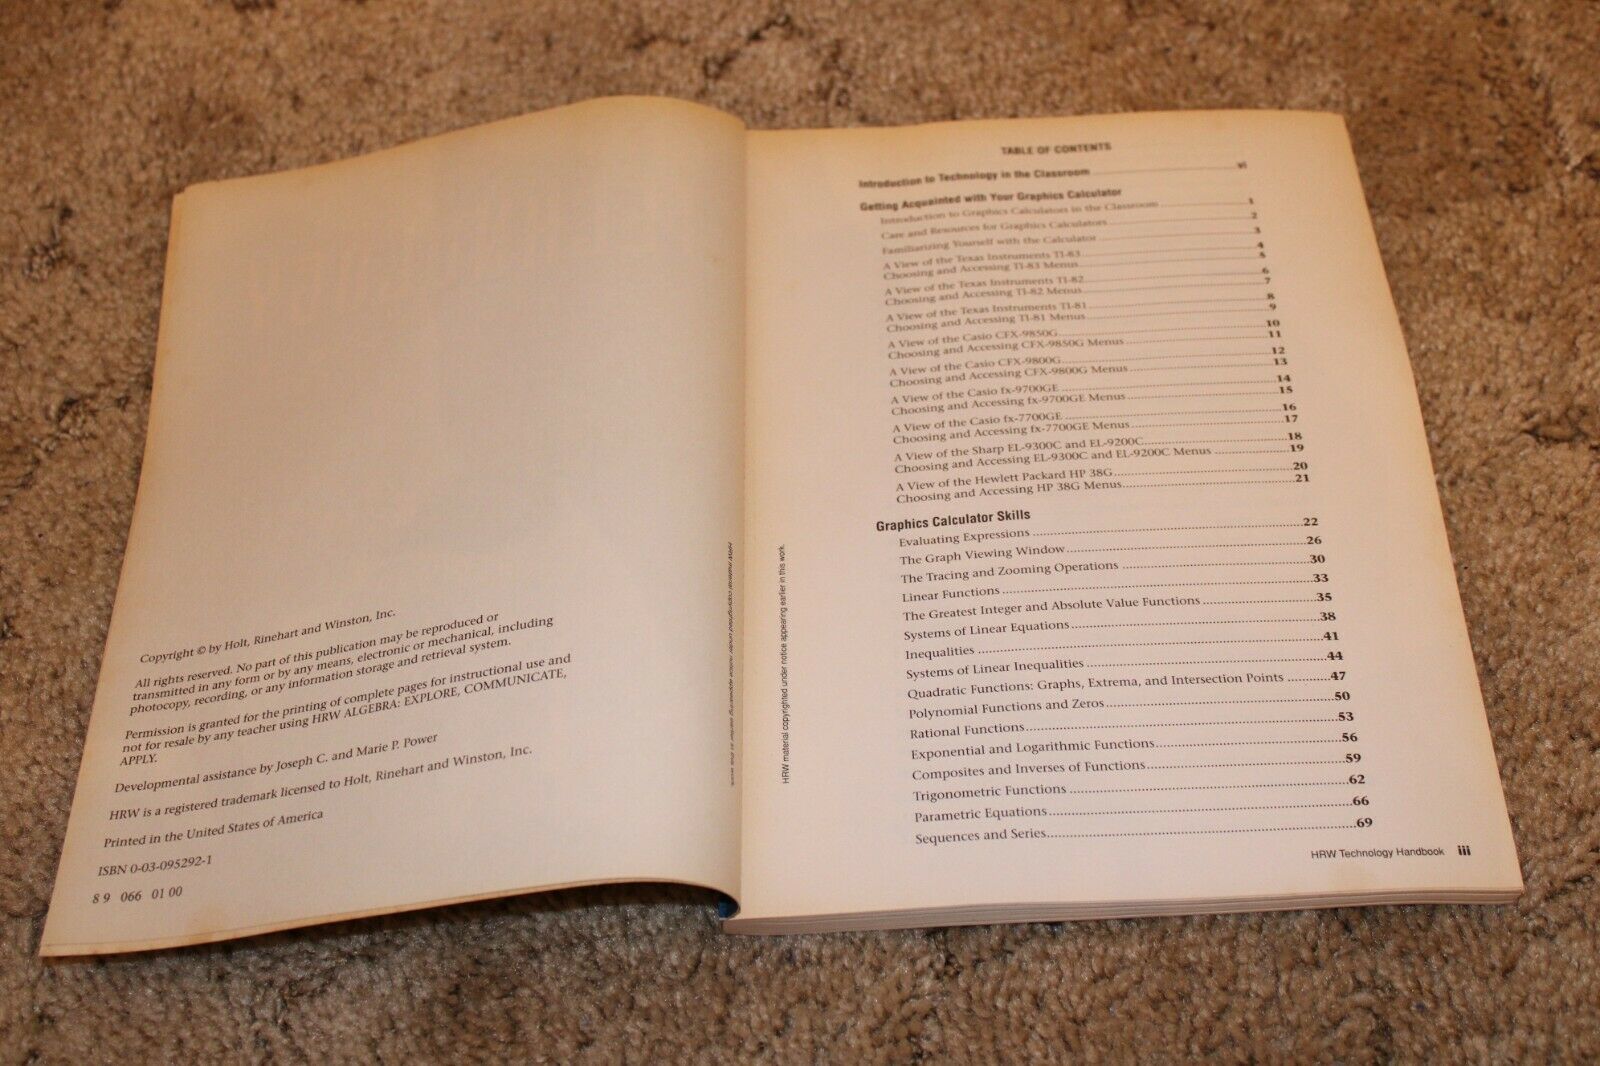 Copyright © by Holt, Rinehart and Winston, Inc.
All rights reserved. No part of this publication may be reproduced or
transmitted in any form or by any means, electronic or mechanical, including
photocopy, recording, or any information storage and retrieval system.
Permission is granted for the printing of complete pages for instructional use and
not for resale by any teacher using HRW ALGEBRA: EXPLORE, COMMUNICATE,
APPLY.
Developmental assistance by Joseph C. and Marie P. Power
HRW is a registered trademark licensed to Holt, Rinehart and Winston, Inc.
Printed in the United States of America
ISBN 0-03-095292-1
8 9 066 01 00
HRW material copyrighted under notice appearing earlier in this work.
HRW material copyrighted under notice appearing earlier in this work.
TABLE OF CONTENTS
Introduction to Technology in the Classroom vi
Getting Acquainted with Your Graphics Calculator
Introduction to Graphics Calculators in the Classroom 1
Care and Resources for Graphics Calculators 2
Familiarizing Yourself with the Calculator 3
A View of the Texas Instruments TI-83 4
Choosing and Accessing TI-83 Menus 5
A View of the Texas Instruments TI-82 6
Choosing and Accessing TI-82 Menus 7
A View of the Texas Instruments TI-81 8
Choosing and Accessing TI-81 Menus 9
A View of the Casio CFX-9850G 10
Choosing and Accessing CFX-9850G Menus 11
A View of the Casio CFX-9800G 12
Choosing and Accessing CFX-9800G Menus 13
A View of the Casio fx-9700GE 14
Choosing and Accessing fx-9700GE Menus 15
A View of the Casio fx-7700GE 16
Choosing and Accessing fx-7700GE Menus 17
A View of the Sharp EL-9300C and EL-9200C 18
Choosing and Accessing EL-9300C and EL-9200C Menus 19
A View of the Hewlett Packard HP 38G 20
Choosing and Accessing HP 38G Menus 21
Graphics Calculator Skills
Evaluating Expressions 22
The Graph Viewing Window 26
The Tracing and Zooming Operations 30
Linear Functions 33
The Greatest Integer and Absolute Value Functions 35
Systems of Linear Equations 38
Inequalities 41
Systems of Linear Inequalities 44
Quadratic Functions: Graphs, Extrema, and Intersection Points 47
Polynomial Functions and Zeros 50
Rational Functions 53
Exponential and Logarithmic Functions 56
Composites and Inverses of Functions 59
Trigonometric Functions 62
Parametric Equations 66
Sequences and Series 69
HRW Technology Handbook iii